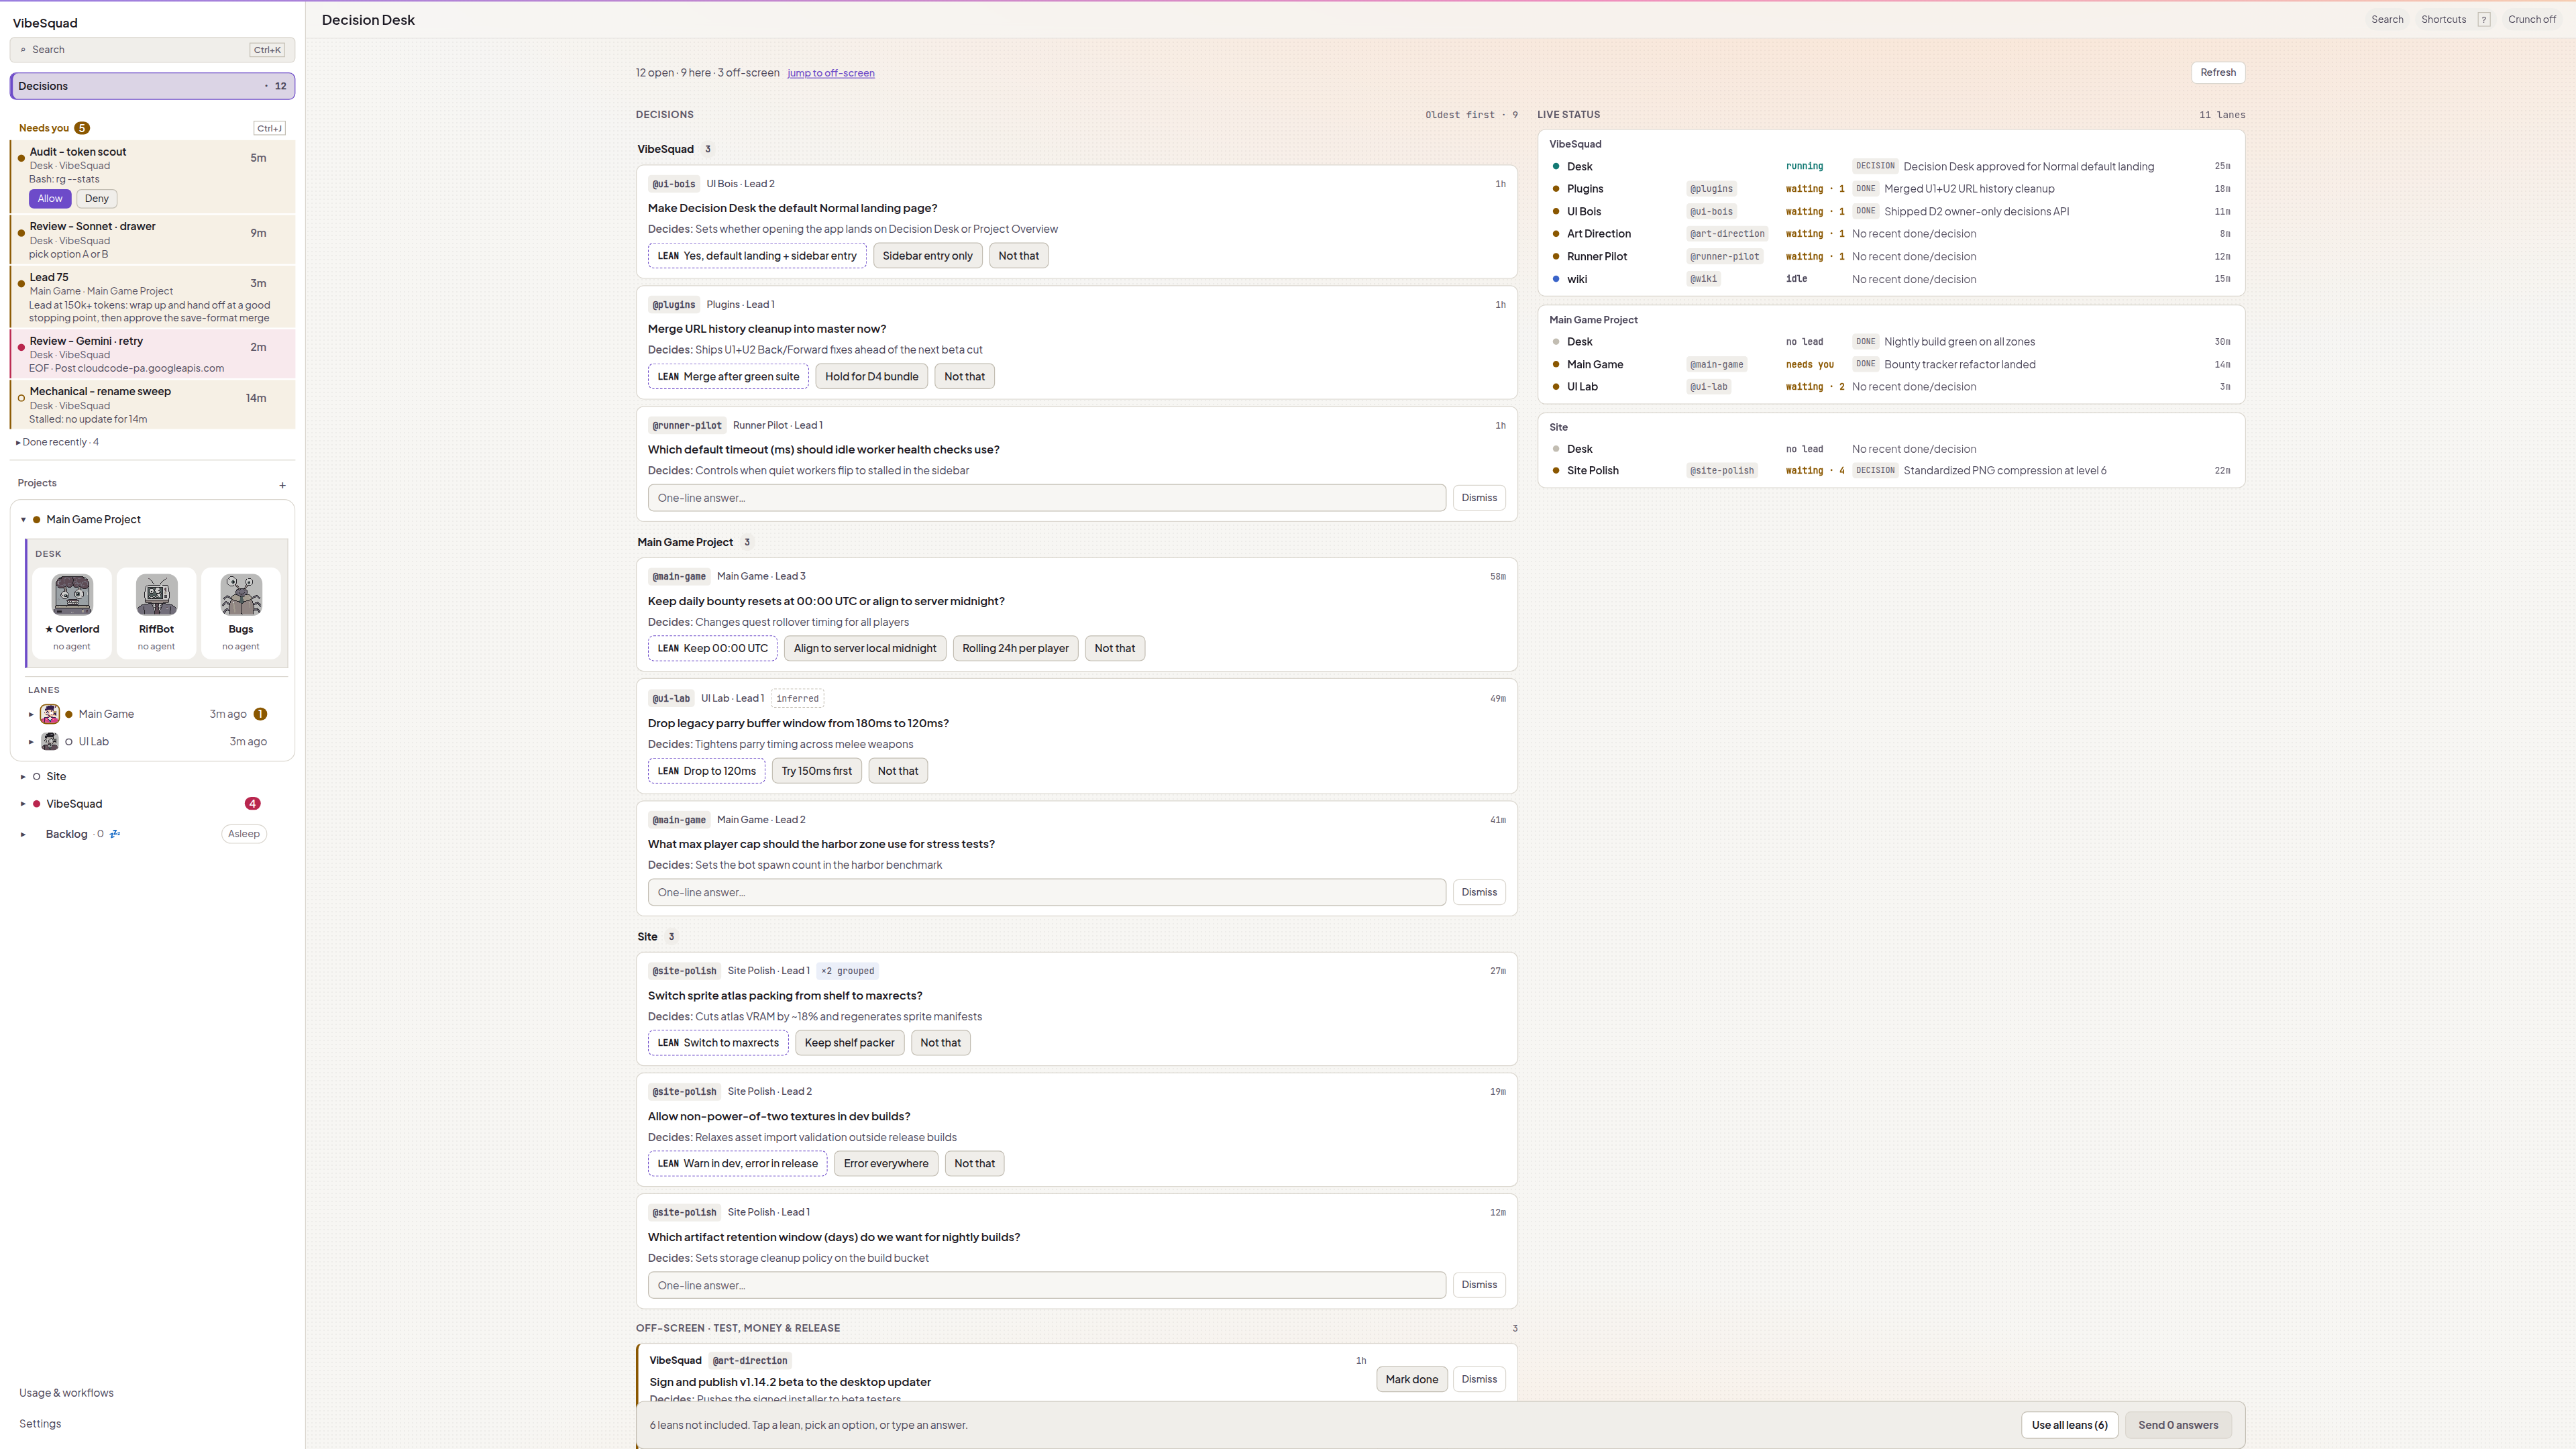 VibeSquad
Search Ctrl+K
Decisions · 12
Needs you 5 Ctrl+J
Audit - token scout 5m
Desk · VibeSquad
Bash: rg --stats
Allow Deny
Review - Sonnet · drawer 9m
Desk · VibeSquad
pick option A or B
Lead 75 3m
Main Game · Main Game Project
Lead at 150k+ tokens: wrap up and hand off at a good
stopping point, then approve the save-format merge
Review - Gemini · retry 2m
Desk · VibeSquad
EOF · Post cloudcode-pa.googleapis.com
Mechanical - rename sweep 14m
Desk · VibeSquad
Stalled: no update for 14m
▸ Done recently · 4
Projects +
▾ Main Game Project
DESK
★ Overlord RiffBot Bugs
no agent no agent no agent
LANES
▸ Main Game 3m ago 1
▸ UI Lab 3m ago
▸ Site
▸ VibeSquad 4
▸ Backlog · 0 💤 Asleep
Usage & workflows
Settings
Decision Desk Search Shortcuts ? Crunch off
12 open · 9 here · 3 off-screen jump to off-screen Refresh
DECISIONS Oldest first · 9
VibeSquad 3
@ui-bois UI Bois · Lead 2 1h
Make Decision Desk the default Normal landing page?
Decides: Sets whether opening the app lands on Decision Desk or Project Overview
LEAN Yes, default landing + sidebar entry Sidebar entry only Not that
@plugins Plugins · Lead 1 1h
Merge URL history cleanup into master now?
Decides: Ships U1+U2 Back/Forward fixes ahead of the next beta cut
LEAN Merge after green suite Hold for D4 bundle Not that
@runner-pilot Runner Pilot · Lead 1 1h
Which default timeout (ms) should idle worker health checks use?
Decides: Controls when quiet workers flip to stalled in the sidebar
One-line answer… Dismiss
Main Game Project 3
@main-game Main Game · Lead 3 58m
Keep daily bounty resets at 00:00 UTC or align to server midnight?
Decides: Changes quest rollover timing for all players
LEAN Keep 00:00 UTC Align to server local midnight Rolling 24h per player Not that
@ui-lab UI Lab · Lead 1 inferred 49m
Drop legacy parry buffer window from 180ms to 120ms?
Decides: Tightens parry timing across melee weapons
LEAN Drop to 120ms Try 150ms first Not that
@main-game Main Game · Lead 2 41m
What max player cap should the harbor zone use for stress tests?
Decides: Sets the bot spawn count in the harbor benchmark
One-line answer… Dismiss
Site 3
@site-polish Site Polish · Lead 1 ×2 grouped 27m
Switch sprite atlas packing from shelf to maxrects?
Decides: Cuts atlas VRAM by ~18% and regenerates sprite manifests
LEAN Switch to maxrects Keep shelf packer Not that
@site-polish Site Polish · Lead 2 19m
Allow non-power-of-two textures in dev builds?
Decides: Relaxes asset import validation outside release builds
LEAN Warn in dev, error in release Error everywhere Not that
@site-polish Site Polish · Lead 1 12m
Which artifact retention window (days) do we want for nightly builds?
Decides: Sets storage cleanup policy on the build bucket
One-line answer… Dismiss
OFF-SCREEN · TEST, MONEY & RELEASE 3
VibeSquad @art-direction 1h
Sign and publish v1.14.2 beta to the desktop updater Mark done Dismiss
Decides: Pushes the signed installer to beta testers
6 leans not included. Tap a lean, pick an option, or type an answer. Use all leans (6) Send 0 answers
LIVE STATUS 11 lanes
VibeSquad
Desk running DECISION Decision Desk approved for Normal default landing 25m
Plugins @plugins waiting · 1 DONE Merged U1+U2 URL history cleanup 18m
UI Bois @ui-bois waiting · 1 DONE Shipped D2 owner-only decisions API 11m
Art Direction @art-direction waiting · 1 No recent done/decision 8m
Runner Pilot @runner-pilot waiting · 1 No recent done/decision 12m
wiki @wiki idle No recent done/decision 15m
Main Game Project
Desk no lead DONE Nightly build green on all zones 30m
Main Game @main-game needs you DONE Bounty tracker refactor landed 14m
UI Lab @ui-lab waiting · 2 No recent done/decision 3m
Site
Desk no lead No recent done/decision
Site Polish @site-polish waiting · 4 DECISION Standardized PNG compression at level 6 22m